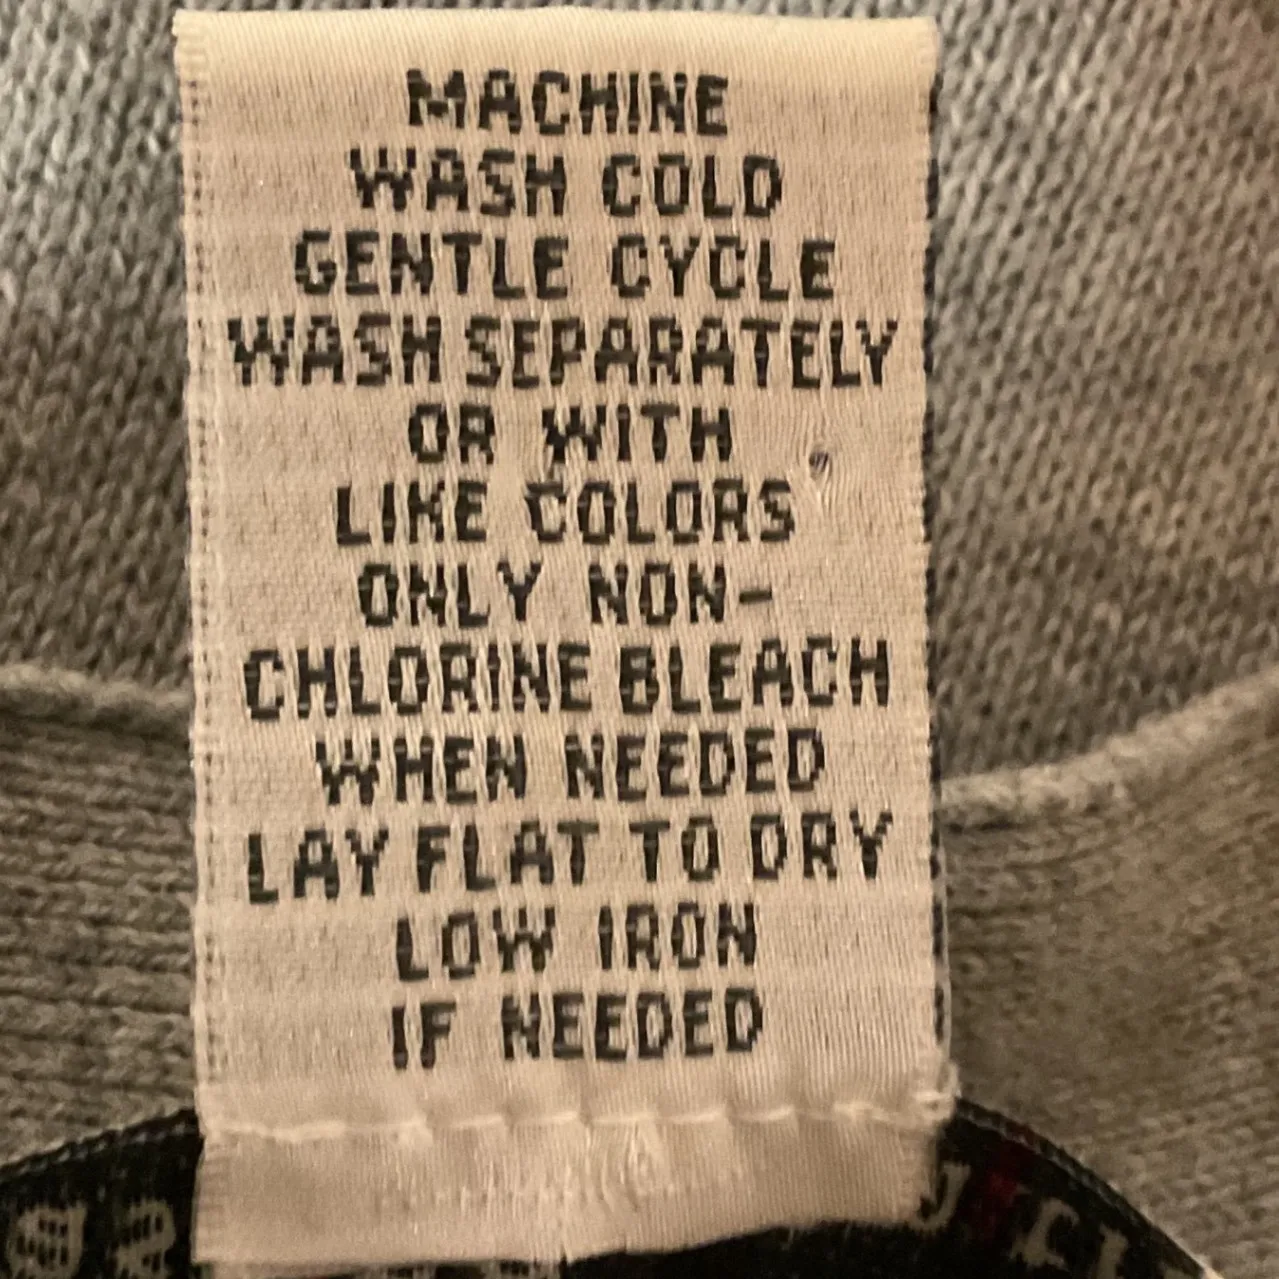 MACHINE
WASH COLD
GENTLE CYCLE
WASH SEPARATELY
OR WITH
LIKE COLORS
ONLY NON-
CHLORINE BLEACH
WHEN NEEDED
LAY FLAT TO DRY
LOW IRON
IF NEEDED